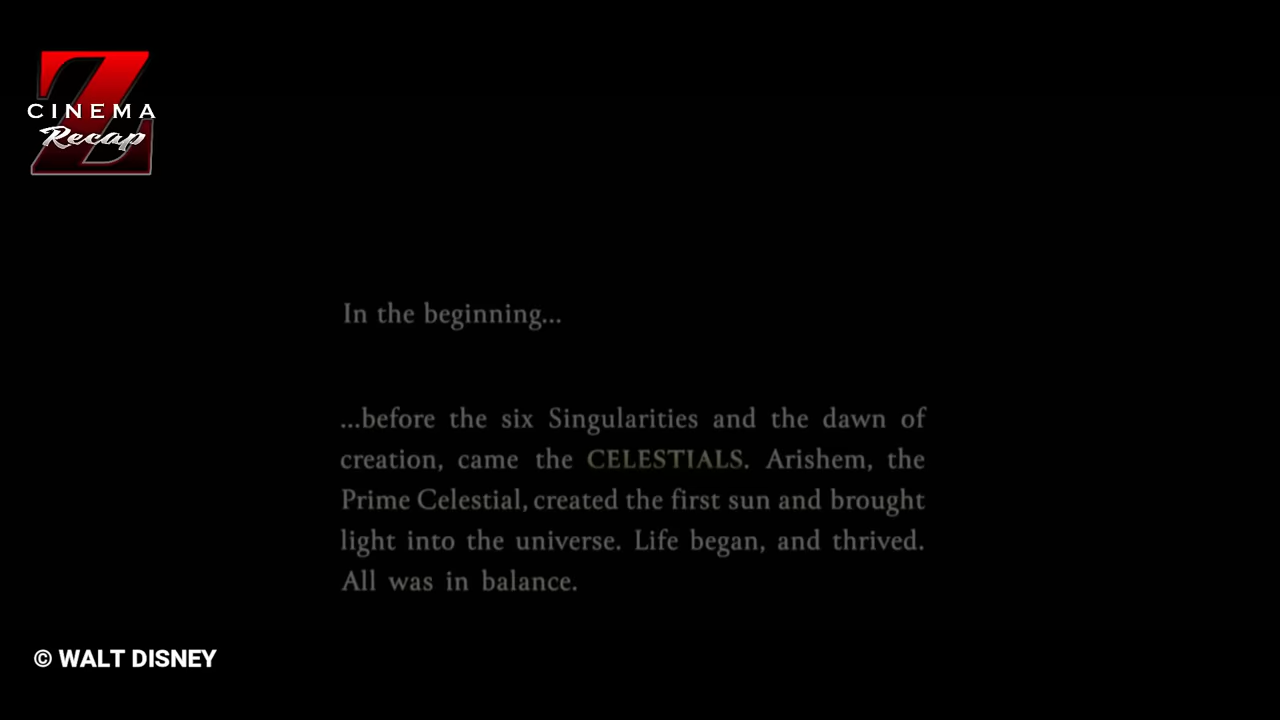 Z
CINEMA
Recap
In the beginning...
...before the six Singularities and the dawn of
creation, came the CELESTIALS. Arishem, the
Prime Celestial, created the first sun and brought
light into the universe. Life began, and thrived.
All was in balance.
© WALT DISNEY